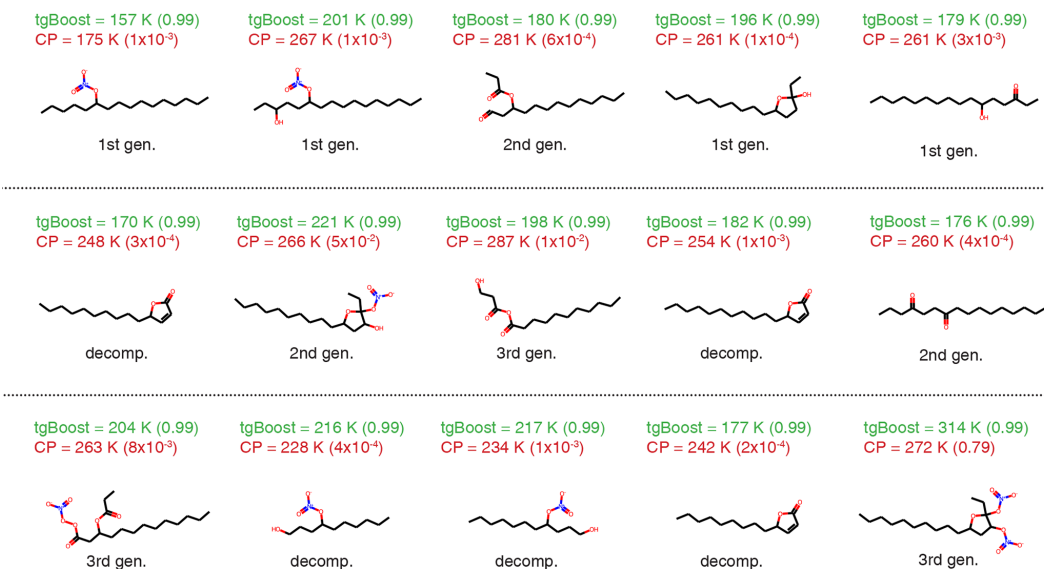 tgBoost = 157 K (0.99) tgBoost = 201 K (0.99) tgBoost = 180 K (0.99) tgBoost = 196 K (0.99) tgBoost = 179 K (0.99)
CP = 175 K (1x10⁻³) CP = 267 K (1x10⁻³) CP = 281 K (6x10⁻⁴) CP = 261 K (1x10⁻⁴) CP = 261 K (3x10⁻³)
O⁻ O⁻
O N⁺ O O N⁺ O O O O OH O
OH O OH
1st gen. 1st gen. 2nd gen. 1st gen. 1st gen.
tgBoost = 170 K (0.99) tgBoost = 221 K (0.99) tgBoost = 198 K (0.99) tgBoost = 182 K (0.99) tgBoost = 176 K (0.99)
CP = 248 K (3x10⁻⁴) CP = 266 K (5x10⁻²) CP = 287 K (1x10⁻²) CP = 254 K (1x10⁻³) CP = 260 K (4x10⁻⁴)
O O O N⁺ O⁻ OH O O O
O O OH O O O O O
decomp. 2nd gen. 3rd gen. decomp. 2nd gen.
tgBoost = 204 K (0.99) tgBoost = 216 K (0.99) tgBoost = 217 K (0.99) tgBoost = 177 K (0.99) tgBoost = 314 K (0.99)
CP = 263 K (8x10⁻³) CP = 228 K (4x10⁻⁴) CP = 234 K (1x10⁻³) CP = 242 K (2x10⁻⁴) CP = 272 K (0.79)
O⁻ N⁺ O O O O⁻ O N⁺ O O⁻ O N⁺ O O O O N⁺ O⁻
O O O HO OH O O O N⁺ O⁻ O
3rd gen. decomp. decomp. decomp. 3rd gen.